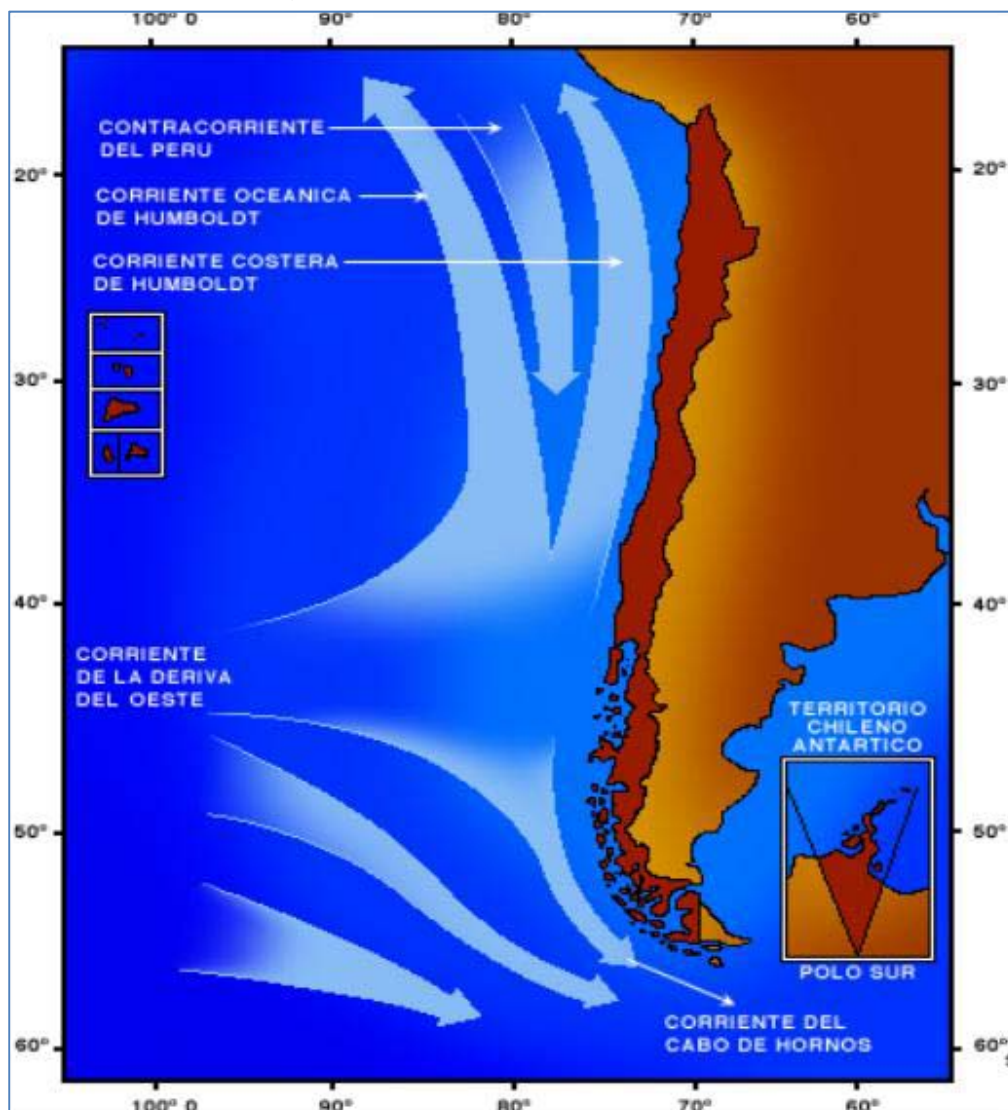 100° O 90° 80° 70° 60°
CONTRACORRIENTE
DEL PERU
20° 20°
CORRIENTE OCEANICA
DE HUMBOLDT
CORRIENTE COSTERA
DE HUMBOLDT
30° 30°
40° 40°
CORRIENTE
DE LA DERIVA
DEL OESTE
TERRITORIO
CHILENO
ANTARTICO
50° 50°
POLO SUR
CORRIENTE DEL
CABO DE HORNOS
60° 60°
100° O 90° 80° 70° 60°